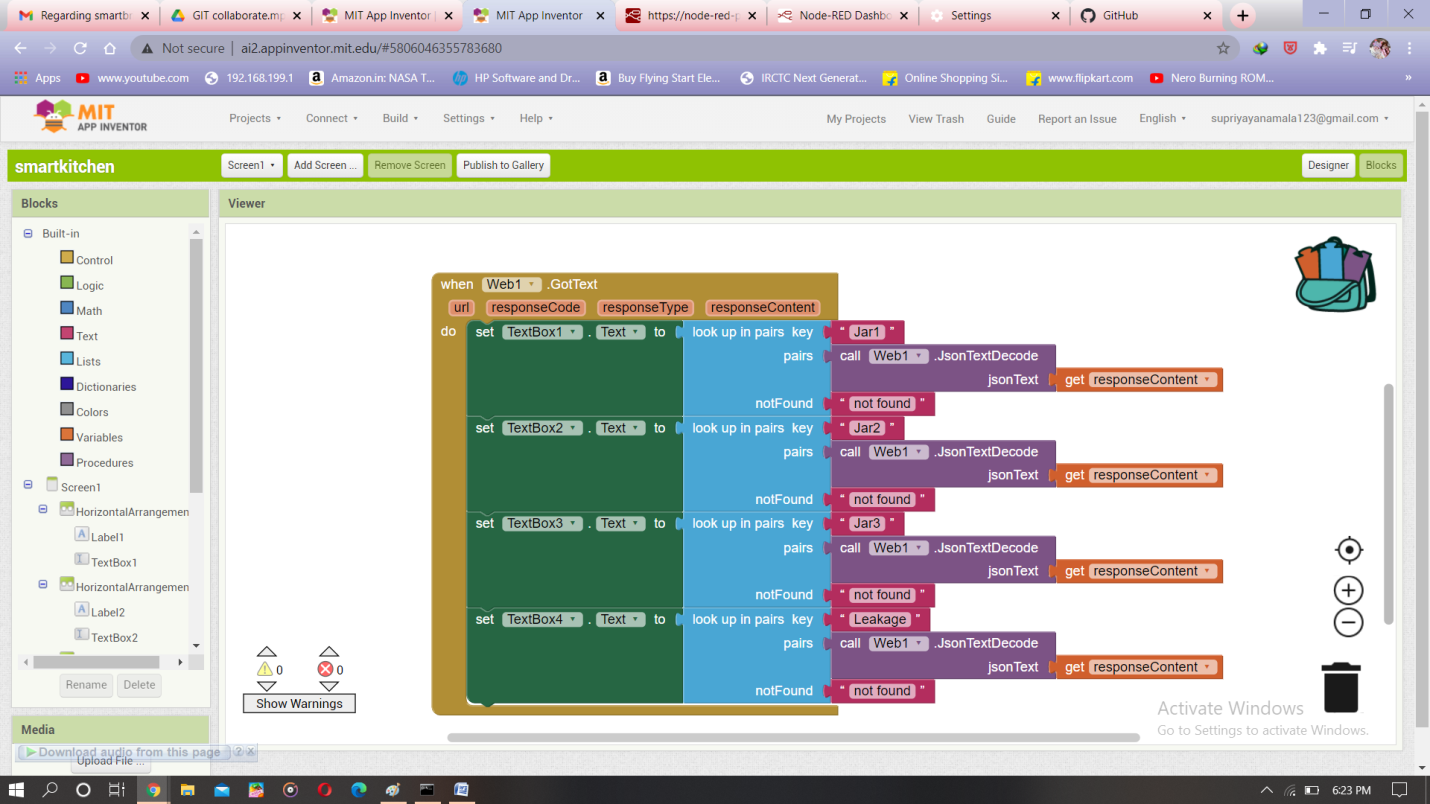 Regarding smartbr
GIT collaborate.mp
MIT App Inventor
MIT App Inventor
https://node-red-p
Node-RED Dashbo
Settings
GitHub
Not secure | ai2.appinventor.mit.edu/#5806046355783680
Apps
www.youtube.com
192.168.199.1
Amazon.in: NASA T...
HP Software and Dr...
Buy Flying Start Ele...
IRCTC Next Generat...
Online Shopping Si...
www.flipkart.com
Nero Burning ROM...
»
MIT
APP INVENTOR
Projects
Connect
Build
Settings
Help
My Projects
View Trash
Guide
Report an Issue
English
supriyayanamala123@gmail.com
smartkitchen
Screen1
Add Screen ...
Remove Screen
Publish to Gallery
Designer
Blocks
Blocks
Viewer
Built-in
Control
Logic
Math
Text
Lists
Dictionaries
Colors
Variables
Procedures
Screen1
HorizontalArrangemen
Label1
TextBox1
HorizontalArrangemen
Label2
TextBox2
Rename
Delete
Media
Download audio from this page ? X
Upload File ...
when Web1 .GotText
url responseCode responseType responseContent
do set TextBox1 . Text to look up in pairs key “ Jar1 ”
pairs call Web1 .JsonTextDecode
jsonText get responseContent
notFound “ not found ”
set TextBox2 . Text to look up in pairs key “ Jar2 ”
pairs call Web1 .JsonTextDecode
jsonText get responseContent
notFound “ not found ”
set TextBox3 . Text to look up in pairs key “ Jar3 ”
pairs call Web1 .JsonTextDecode
jsonText get responseContent
notFound “ not found ”
set TextBox4 . Text to look up in pairs key “ Leakage ”
pairs call Web1 .JsonTextDecode
jsonText get responseContent
notFound “ not found ”
0
0
Show Warnings
Activate Windows
Go to Settings to activate Windows.
6:23 PM